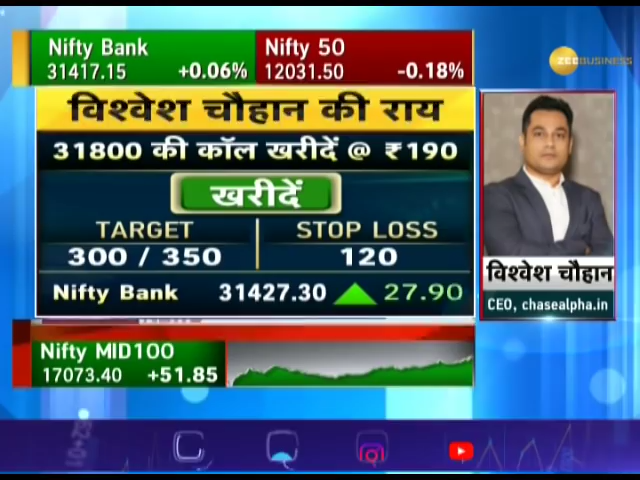 Nifty Bank
31417.15 +0.06%
Nifty 50
12031.50 -0.18%
ZEE BUSINESS
विश्वेश चौहान की राय
31800 की कॉल खरीदें @ ₹190
खरीदें
TARGET
300 / 350
STOP LOSS
120
Nifty Bank 31427.30 27.90
विश्वेश चौहान
CEO, chasealpha.in
Nifty MID100
17073.40 +51.85